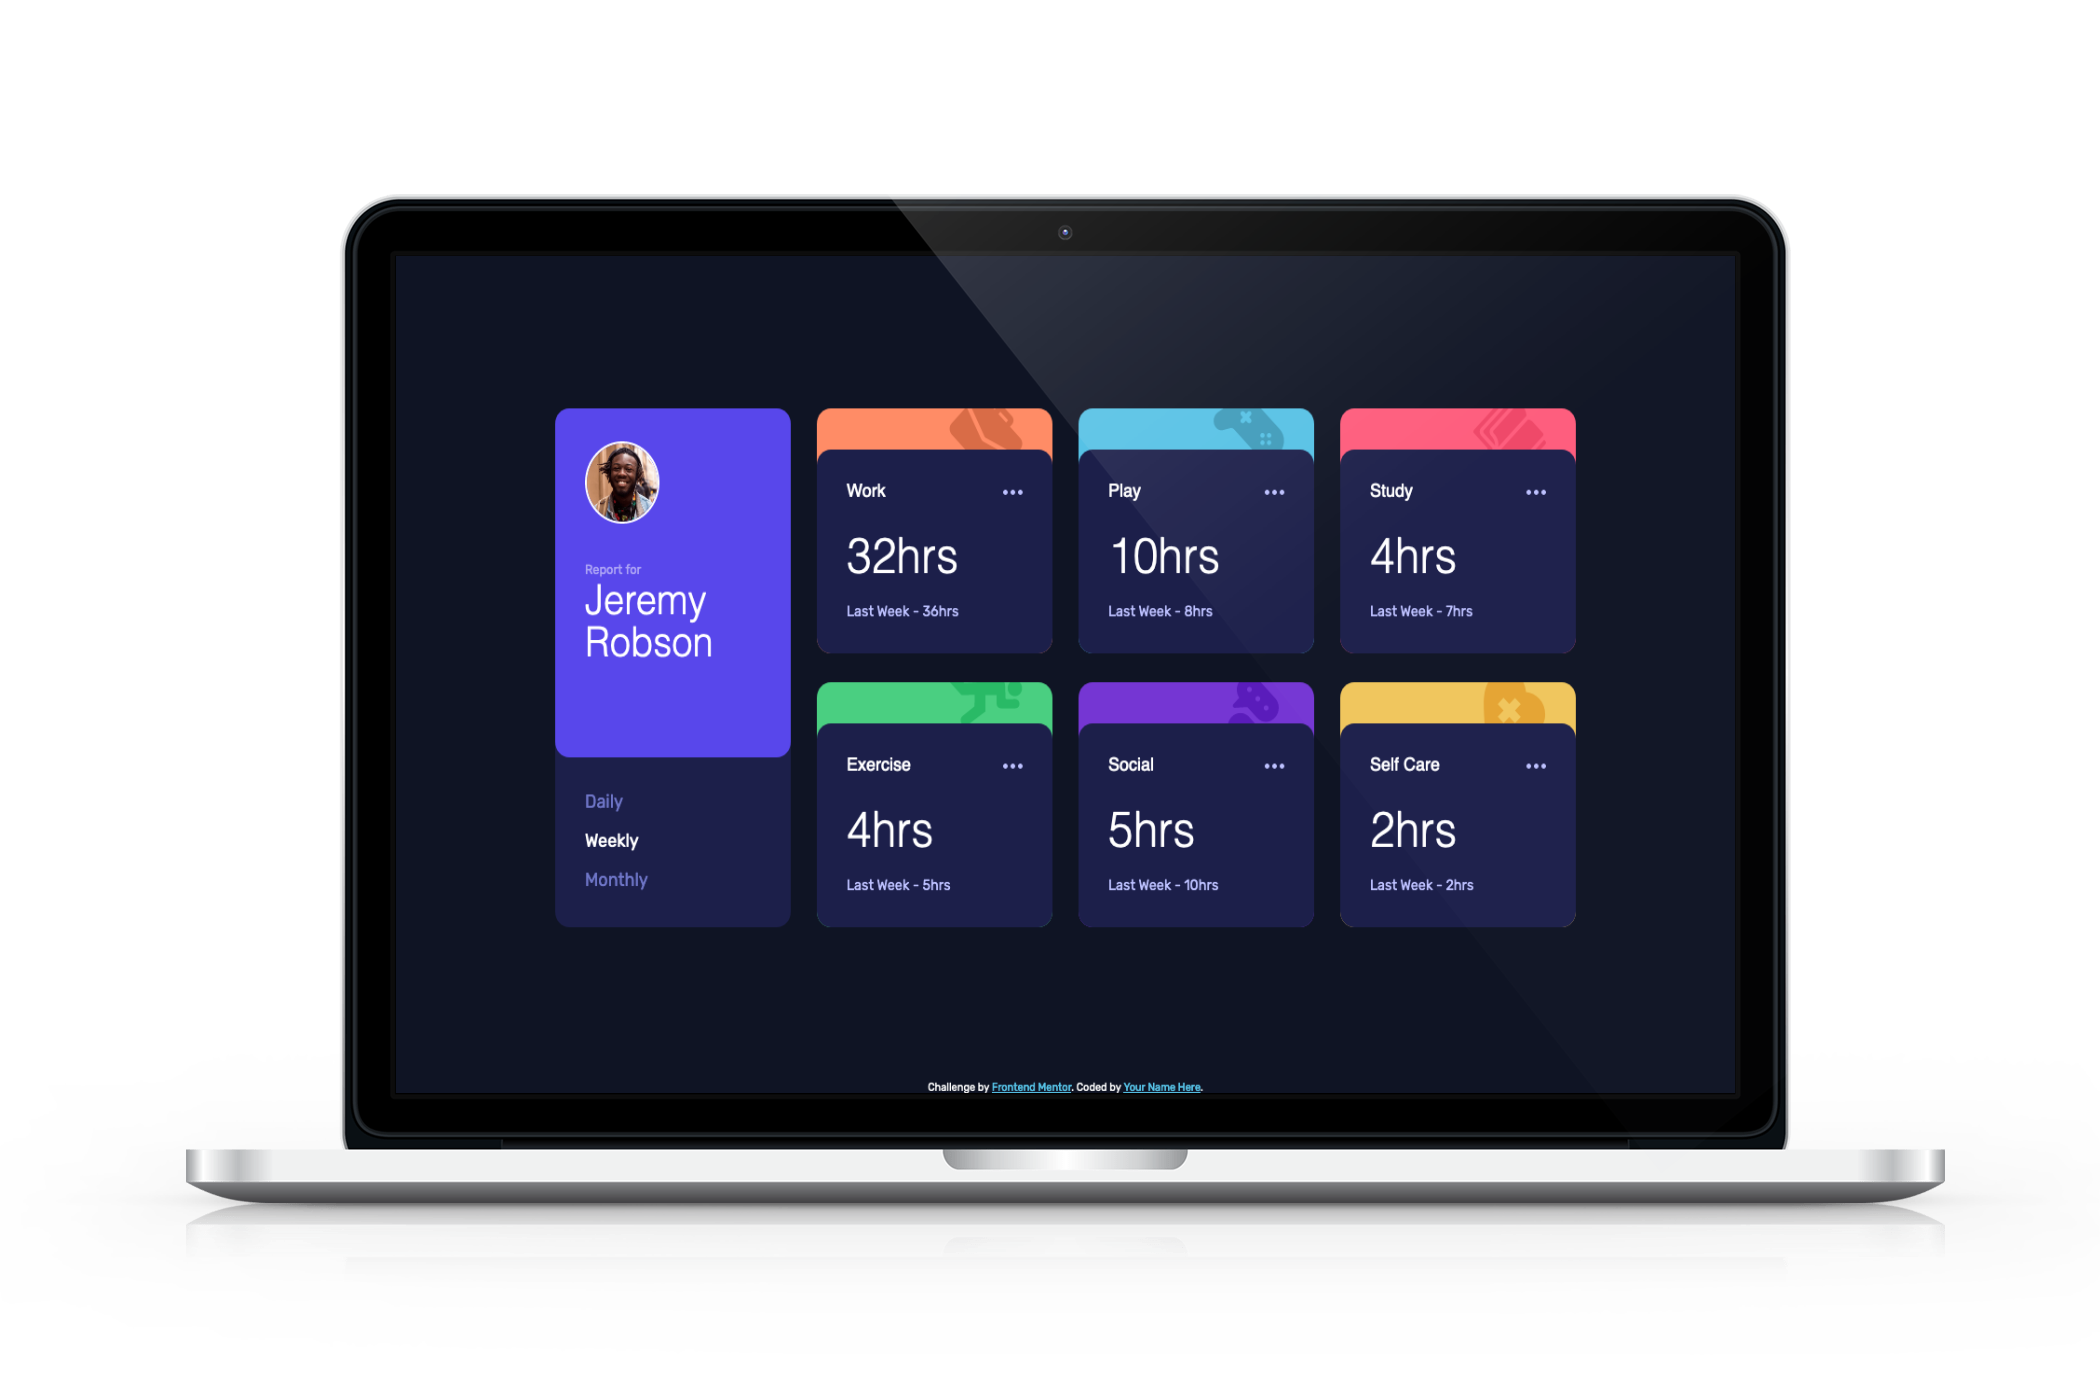 Report for
Jeremy
Robson
Daily
Weekly
Monthly
Work
32hrs
Last Week - 36hrs
Play
10hrs
Last Week - 8hrs
Study
4hrs
Last Week - 7hrs
Exercise
4hrs
Last Week - 5hrs
Social
5hrs
Last Week - 10hrs
Self Care
2hrs
Last Week - 2hrs
Challenge by Frontend Mentor. Coded by Your Name Here.